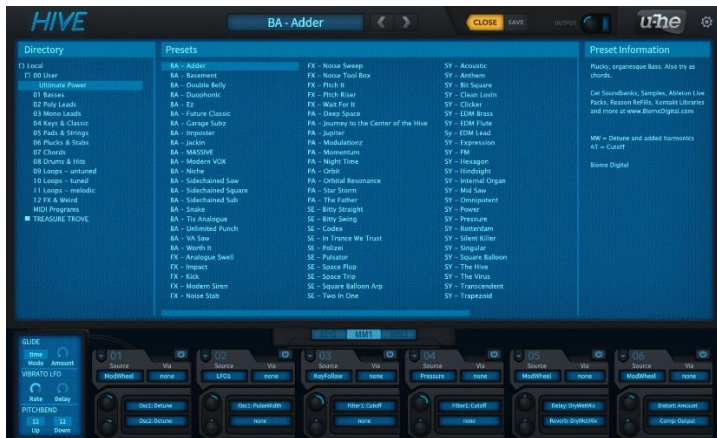 HIVE
BA - Adder
CLOSE SAVE
OUTPUT
u-he
Directory
Local
00 User
Ultimate Power
01 Basses
02 Poly Leads
03 Mono Leads
04 Keys & Classic
05 Pads & Strings
06 Plucks & Stabs
07 Chords
08 Drums & Hits
09 Loops - untuned
10 Loops - tuned
11 Loops - melodic
12 FX & Weird
MIDI Programs
TREASURE TROVE
Presets
BA - Adder
BA - Basement
BA - Double Belly
BA - Duophonic
BA - Ez
BA - Future Classic
BA - Garage Subz
BA - Imposter
BA - Jackin
BA - MASSIVE
BA - Modern VOX
BA - Niche
BA - Sidechained Saw
BA - Sidechained Square
BA - Sidechained Sub
BA - Snake
BA - Tis Analogue
BA - Unlimited Punch
BA - VA Saw
BA - Worth It
FX - Analogue Swell
FX - Impact
FX - Kick
FX - Modern Siren
FX - Noise Stab
FX - Noise Sweep
FX - Noise Tool Box
FX - Pitch It
FX - Pitch Riser
FX - Wait For It
PA - Deep Space
PA - Journey to the Center of the Hive
PA - Jupiter
PA - Modulationz
PA - Momentum
PA - Night Time
PA - Orbit
PA - Orbital Resonance
PA - Star Storm
PA - The Father
SE - Bitty Straight
SE - Bitty Swing
SE - Codex
SE - In Trance We Trust
SE - Polizei
SE - Pulsator
SE - Space Plop
SE - Space Trip
SE - Square Balloon Arp
SE - Two In One
SY - Acoustic
SY - Anthem
SY - Bit Square
SY - Clean Lovtn
SY - Clicker
SY - EDM Brass
SY - EDM Flute
Sy - EDM Lead
SY - Expression
SY - FM
SY - Hexagon
SY - Hindsight
SY - Internal Organ
SY - Mid Saw
SY - Omnipotent
SY - Power
SY - Pressure
SY - Rotterdam
SY - Silent Killer
SY - Singular
SY - Square Balloon
SY - The Hive
SY - The Virus
SY - Transcendent
SY - Trapezoid
Preset Information
Plucky, organesque Bass. Also try as
chords.
Get Soundbanks, Samples, Ableton Live
Packs, Reason ReFills, Kontakt Libraries
and more at www.BiomeDigital.com
MW = Detune and added harmonics
AT = Cutoff
Biome Digital
MM1
GLIDE
time
Mode Amount
VIBRATO LFO
Rate Delay
PITCHBEND
12 12
Up Down
01
Source Via
ModWheel none
Osc1: Detune
Osc2: Detune
02
Source Via
LFO1 none
Osc1: PulseWidth
none
03
Source Via
KeyFollow none
Filter1: Cutoff
none
04
Source Via
Pressure none
Filter1: Cutoff
none
05
Source Via
ModWheel none
Delay: DryWetMix
Reverb: DryWetMix
06
Source Via
ModWheel none
Distort: Amount
Comp: Output